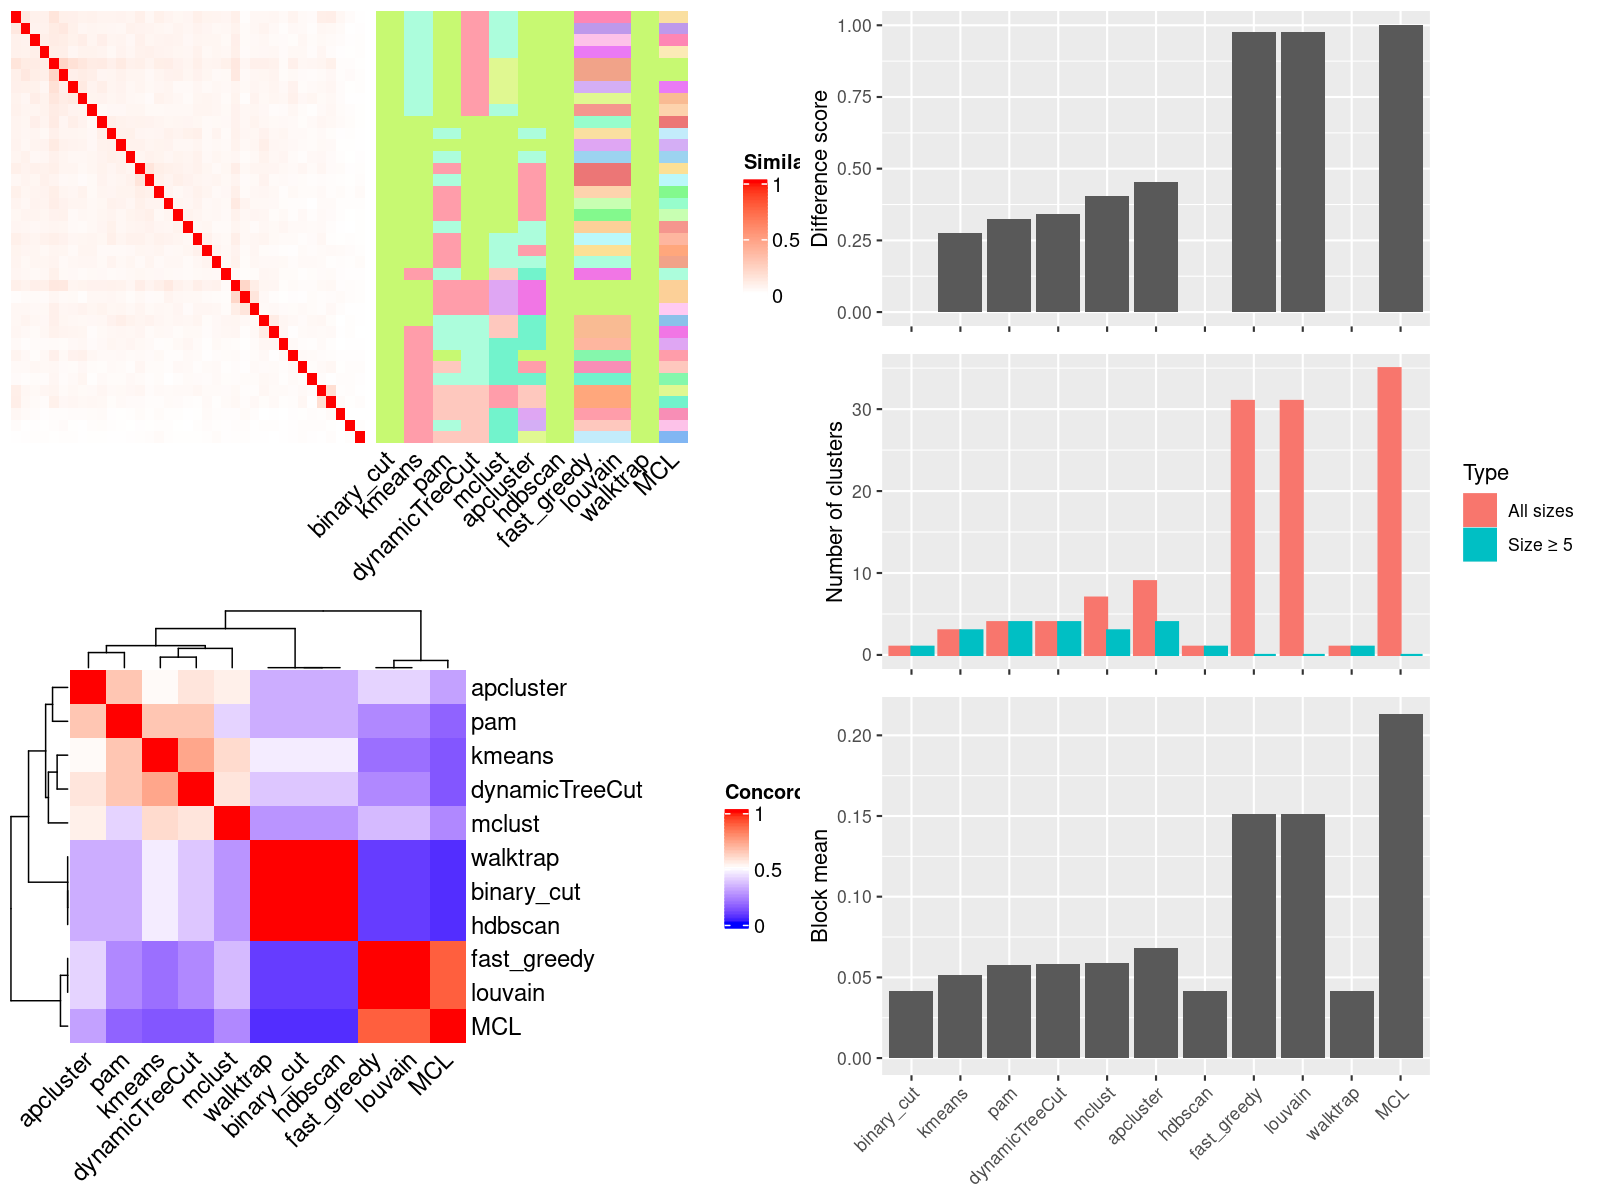 Simila
1
0.5
0
binary_cut
kmeans
pam
dynamicTreeCut
mclust
apcluster
hdbscan
fast_greedy
louvain
walktrap
MCL
apcluster
pam
kmeans
dynamicTreeCut
mclust
walktrap
binary_cut
hdbscan
fast_greedy
louvain
MCL
Concord
1
0.5
0
apcluster
pam
kmeans
dynamicTreeCut
mclust
walktrap
binary_cut
hdbscan
fast_greedy
louvain
MCL
Difference score
1.00
0.75
0.50
0.25
0.00
Number of clusters
30
20
10
0
Type
All sizes
Size ≥ 5
Block mean
0.20
0.15
0.10
0.05
0.00
binary_cut
kmeans
pam
dynamicTreeCut
mclust
apcluster
hdbscan
fast_greedy
louvain
walktrap
MCL